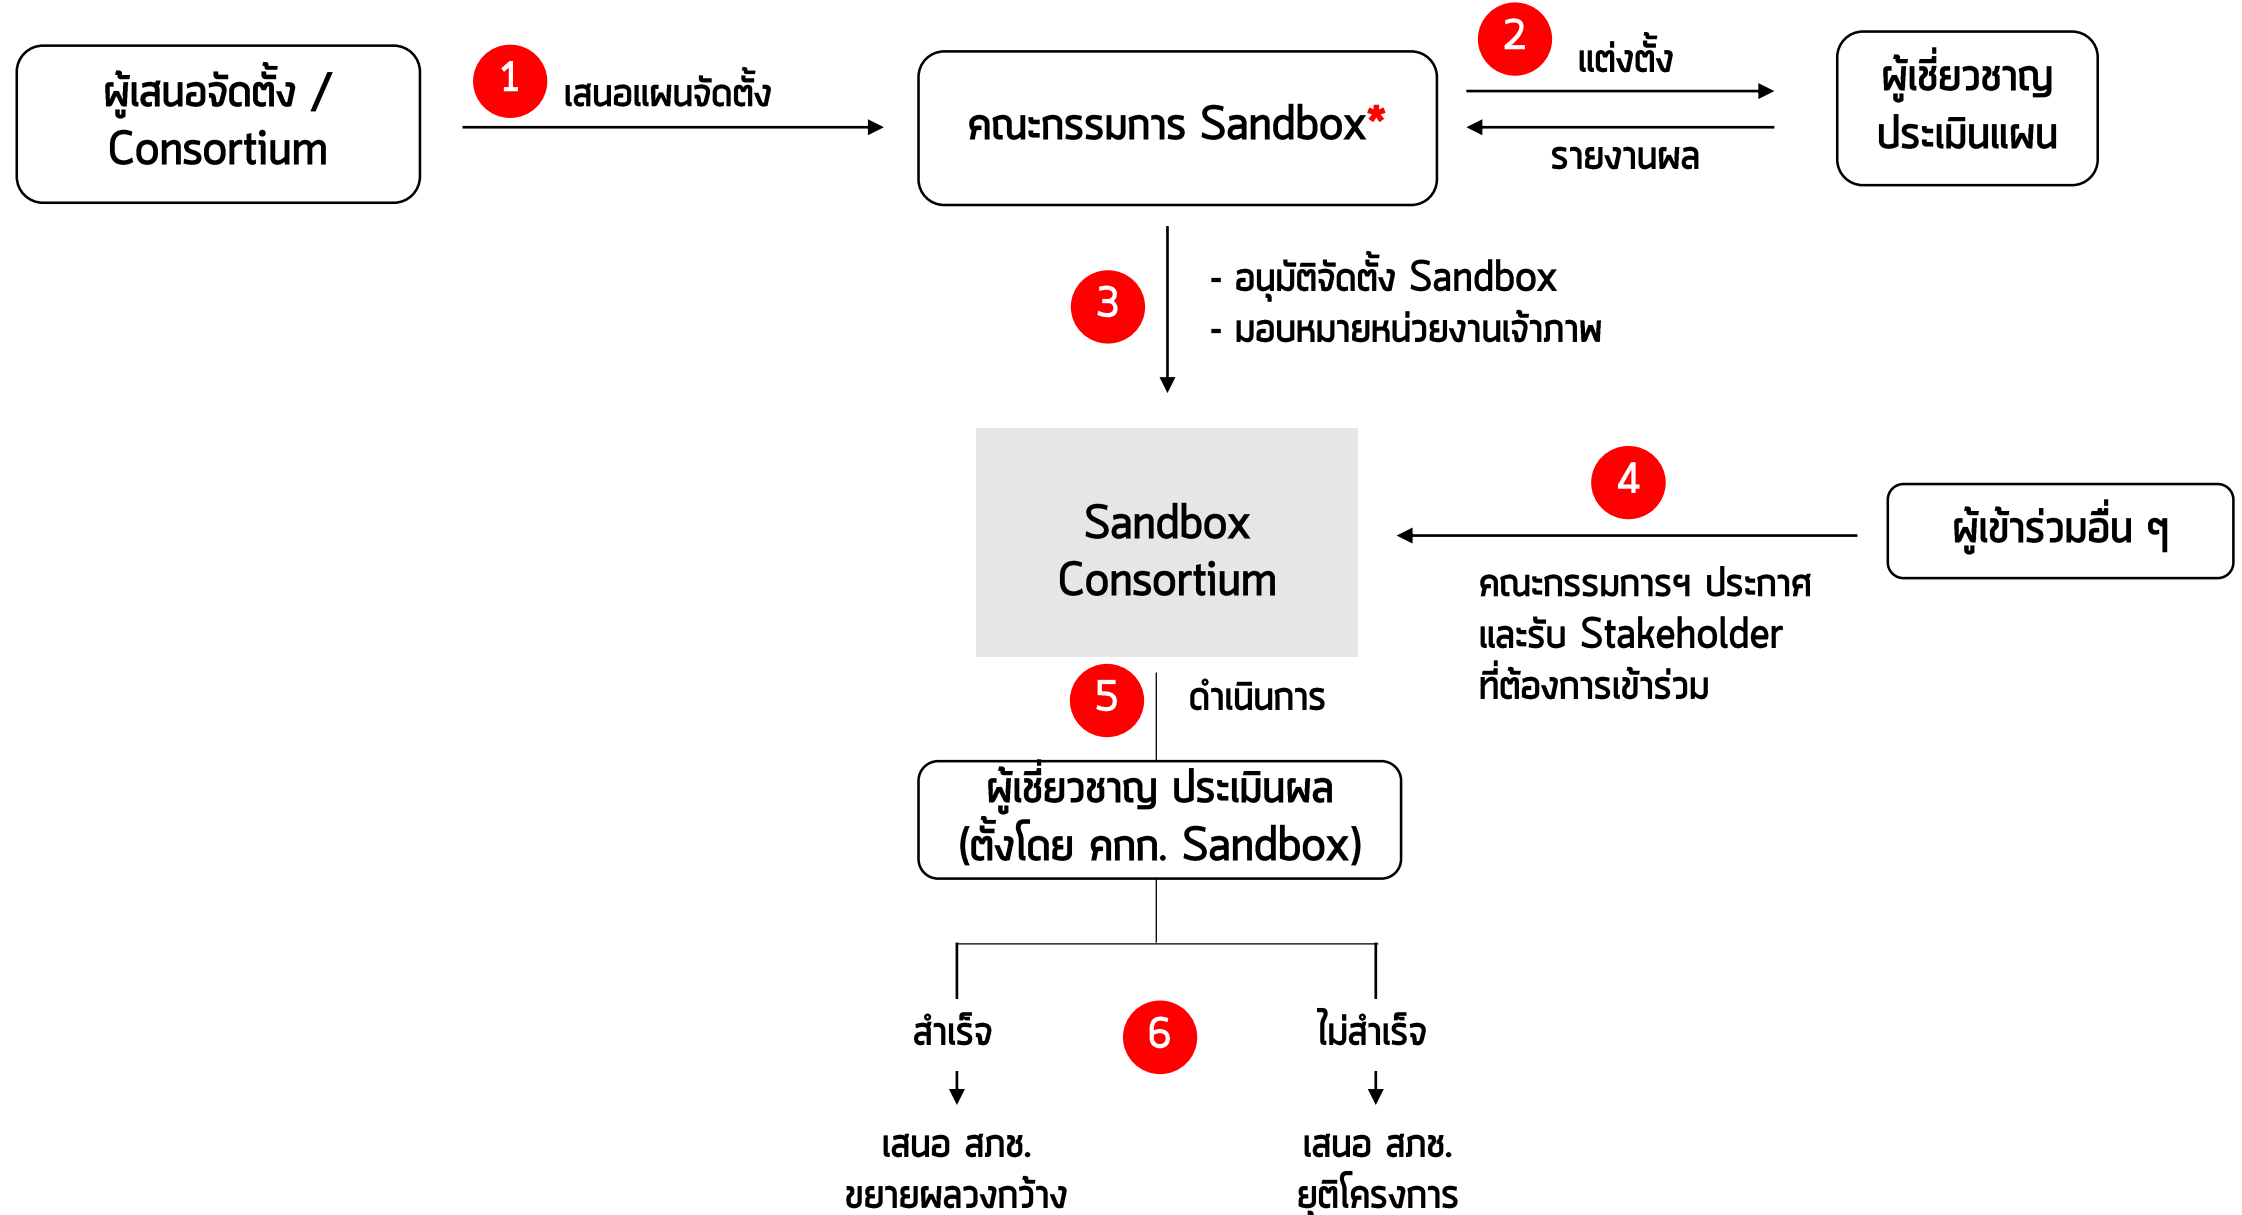 ผู้เสนอจัดตั้ง /
Consortium
1
เสนอแผนจัดตั้ง
คณะกรรมการ Sandbox*
2
แต่งตั้ง
รายงานผล
ผู้เชี่ยวชาญ
ประเมินแผน
3
- อนุมัติจัดตั้ง Sandbox
- มอบหมายหน่วยงานเจ้าภาพ
Sandbox
Consortium
4
ผู้เข้าร่วมอื่น ๆ
คณะกรรมการฯ ประกาศ
และรับ Stakeholder
ที่ต้องการเข้าร่วม
5
ดำเนินการ
ผู้เชี่ยวชาญ ประเมินผล
(ตั้งโดย คกก. Sandbox)
สำเร็จ
6
ไม่สำเร็จ
เสนอ สภช.
ขยายผลวงกว้าง
เสนอ สภช.
ยุติโครงการ